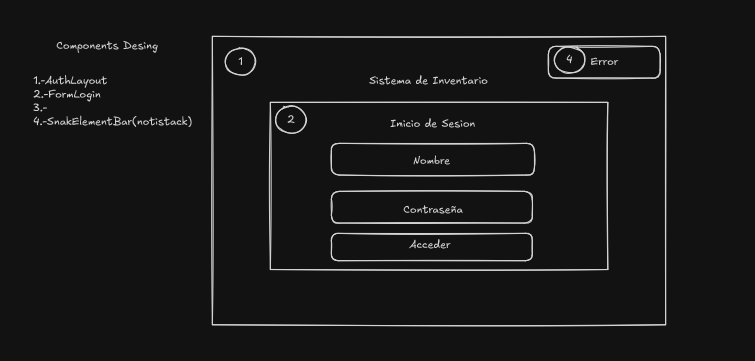 Components Desing
1.-AuthLayout
2.-FormLogin
3.-
4.-SnakElementBar(notistack)
1
4 Error
Sistema de Inventario
2
Inicio de Sesion
Nombre
Contraseña
Acceder